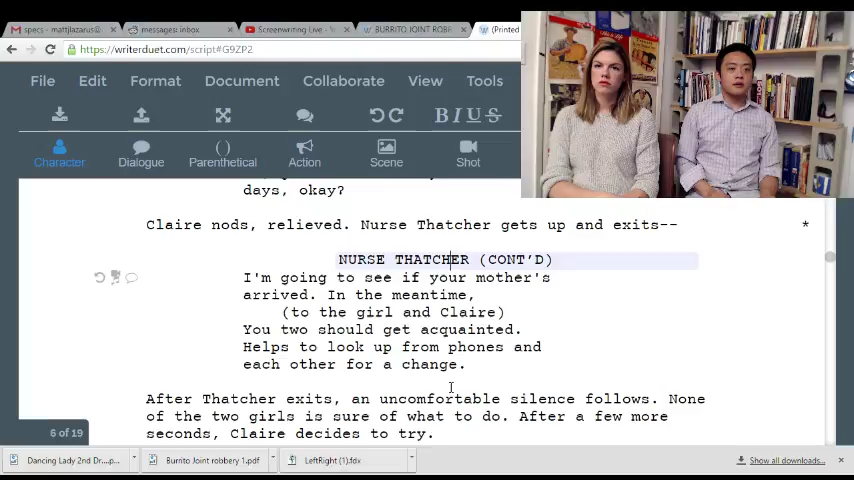 specs - mattjlazarus@
messages: inbox
Screenwriting Live -
BURRITO JOINT ROBR
(Printed
https://writerduet.com/script#G9ZP2
File Edit Format Document Collaborate View Tools
B I U S
Character Dialogue Parenthetical Action Scene Shot
days, okay?
Claire nods, relieved. Nurse Thatcher gets up and exits-- *
NURSE THATCHER (CONT'D)
I'm going to see if your mother's
arrived. In the meantime,
(to the girl and Claire)
You two should get acquainted.
Helps to look up from phones and
each other for a change.
After Thatcher exits, an uncomfortable silence follows. None
of the two girls is sure of what to do. After a few more
seconds, Claire decides to try.
6 of 19
Dancing Lady 2nd Dr....p...
Burrito Joint robbery 1.pdf
LeftRight (1).fdx
Show all downloads...